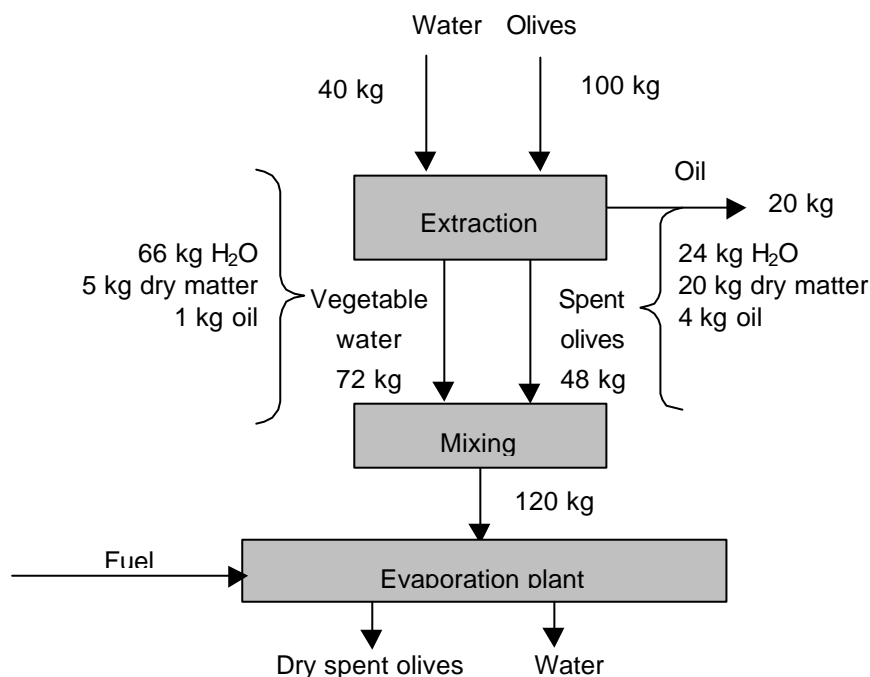 Water Olives
40 kg
100 kg
Oil
20 kg
Extraction
66 kg H₂O
5 kg dry matter
1 kg oil
24 kg H₂O
20 kg dry matter
4 kg oil
Vegetable
water
72 kg
Spent
olives
48 kg
Mixing
120 kg
Fuel
Evaporation plant
Dry spent olives
Water